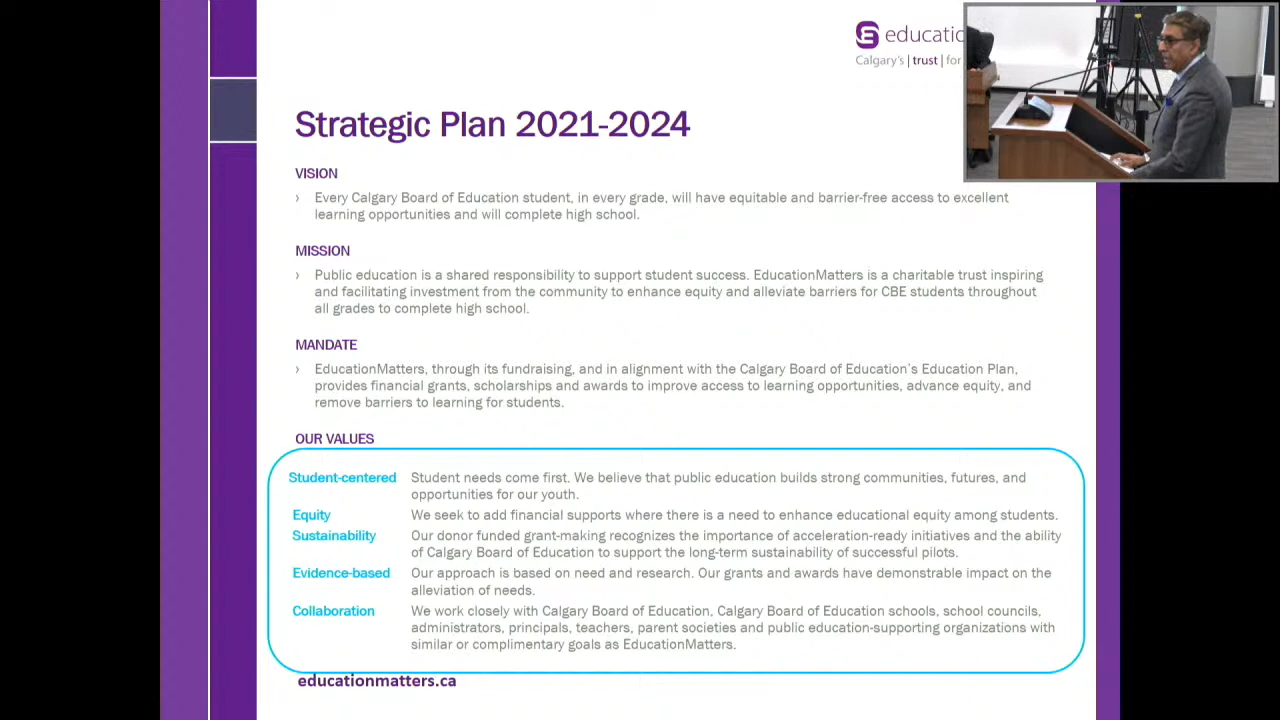 educatio
Calgary's | trust | for
Strategic Plan 2021-2024
VISION
› Every Calgary Board of Education student, in every grade, will have equitable and barrier-free access to excellent
learning opportunities and will complete high school.
MISSION
› Public education is a shared responsibility to support student success. EducationMatters is a charitable trust inspiring
and facilitating investment from the community to enhance equity and alleviate barriers for CBE students throughout
all grades to complete high school.
MANDATE
› EducationMatters, through its fundraising, and in alignment with the Calgary Board of Education's Education Plan,
provides financial grants, scholarships and awards to improve access to learning opportunities, advance equity, and
remove barriers to learning for students.
OUR VALUES
Student-centered Student needs come first. We believe that public education builds strong communities, futures, and
opportunities for our youth.
Equity We seek to add financial supports where there is a need to enhance educational equity among students.
Sustainability Our donor funded grant-making recognizes the importance of acceleration-ready initiatives and the ability
of Calgary Board of Education to support the long-term sustainability of successful pilots.
Evidence-based Our approach is based on need and research. Our grants and awards have demonstrable impact on the
alleviation of needs.
Collaboration We work closely with Calgary Board of Education, Calgary Board of Education schools, school councils,
administrators, principals, teachers, parent societies and public education-supporting organizations with
similar or complimentary goals as EducationMatters.
educationmatters.ca